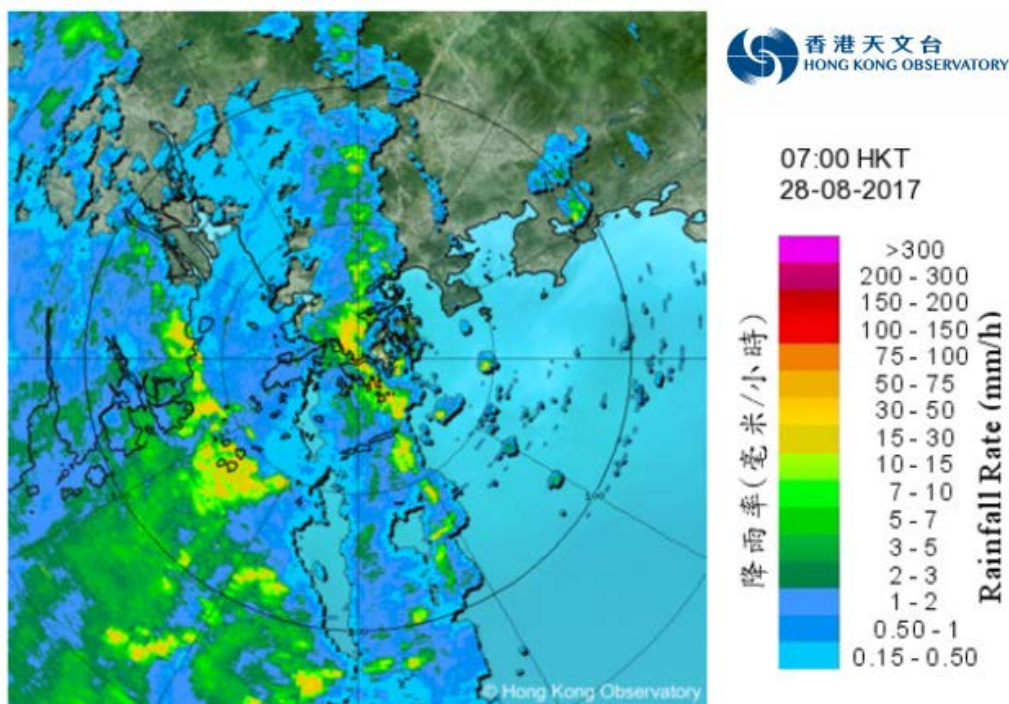 香港天文台
HONG KONG OBSERVATORY
07:00 HKT
28-08-2017
降雨率(毫米/小時)
Rainfall Rate (mm/h)
>300
200 - 300
150 - 200
100 - 150
75 - 100
50 - 75
30 - 50
15 - 30
10 - 15
7 - 10
5 - 7
3 - 5
2 - 3
1 - 2
0.50 - 1
0.15 - 0.50
100
© Hong Kong Observatory